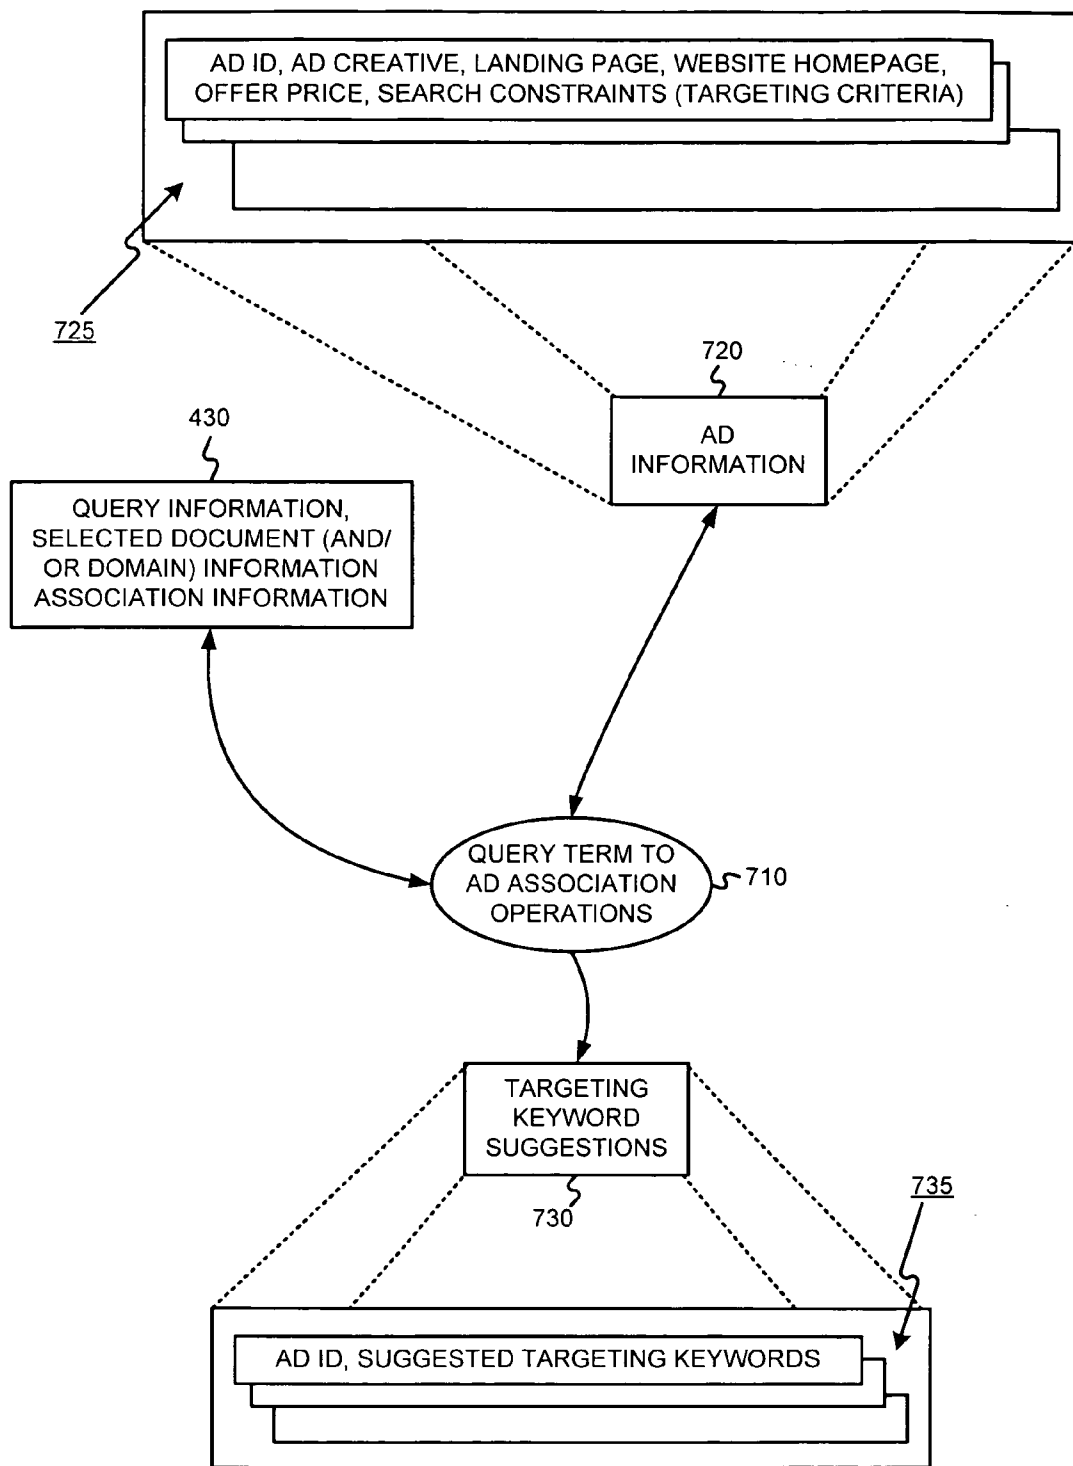 AD ID, AD CREATIVE, LANDING PAGE, WEBSITE HOMEPAGE,
OFFER PRICE, SEARCH CONSTRAINTS (TARGETING CRITERIA)
725
720
AD
INFORMATION
430
QUERY INFORMATION,
SELECTED DOCUMENT (AND/
OR DOMAIN) INFORMATION
ASSOCIATION INFORMATION
QUERY TERM TO
AD ASSOCIATION
OPERATIONS
710
TARGETING
KEYWORD
SUGGESTIONS
730
735
AD ID, SUGGESTED TARGETING KEYWORDS